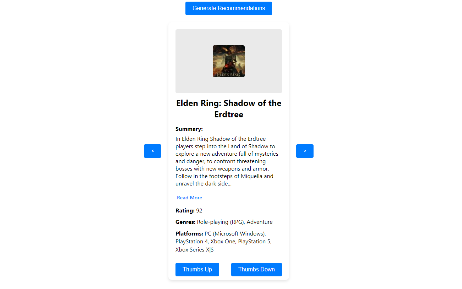 Generate Recommendations
ELDEN RING
Elden Ring: Shadow of the
Erdtree
Summary:
In Elden Ring Shadow of the Erdtree
players step into the Land of Shadow to
explore a new adventure full of mysteries
and danger, to confront threatening
bosses with new weapons and armor.
Follow in the footsteps of Miquella and
unravel the dark side...
Read More
<
>
Rating: 92
Genres: Role-playing (RPG), Adventure
Platforms: PC (Microsoft Windows),
PlayStation 4, Xbox One, PlayStation 5,
Xbox Series X|S
Thumbs Up
Thumbs Down